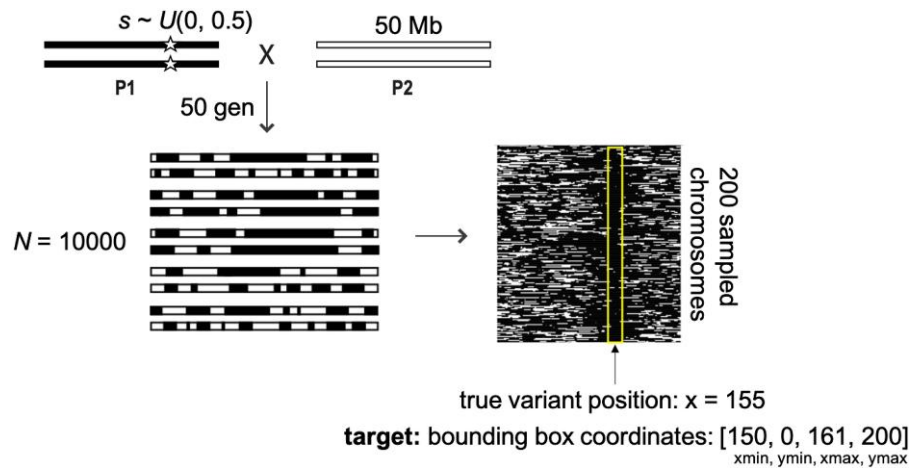 s ~ U(0, 0.5)
50 Mb
X
P1
P2
50 gen
N = 10000
200 sampled
chromosomes
true variant position: x = 155
target: bounding box coordinates: [150, 0, 161, 200]
xmin, ymin, xmax, ymax